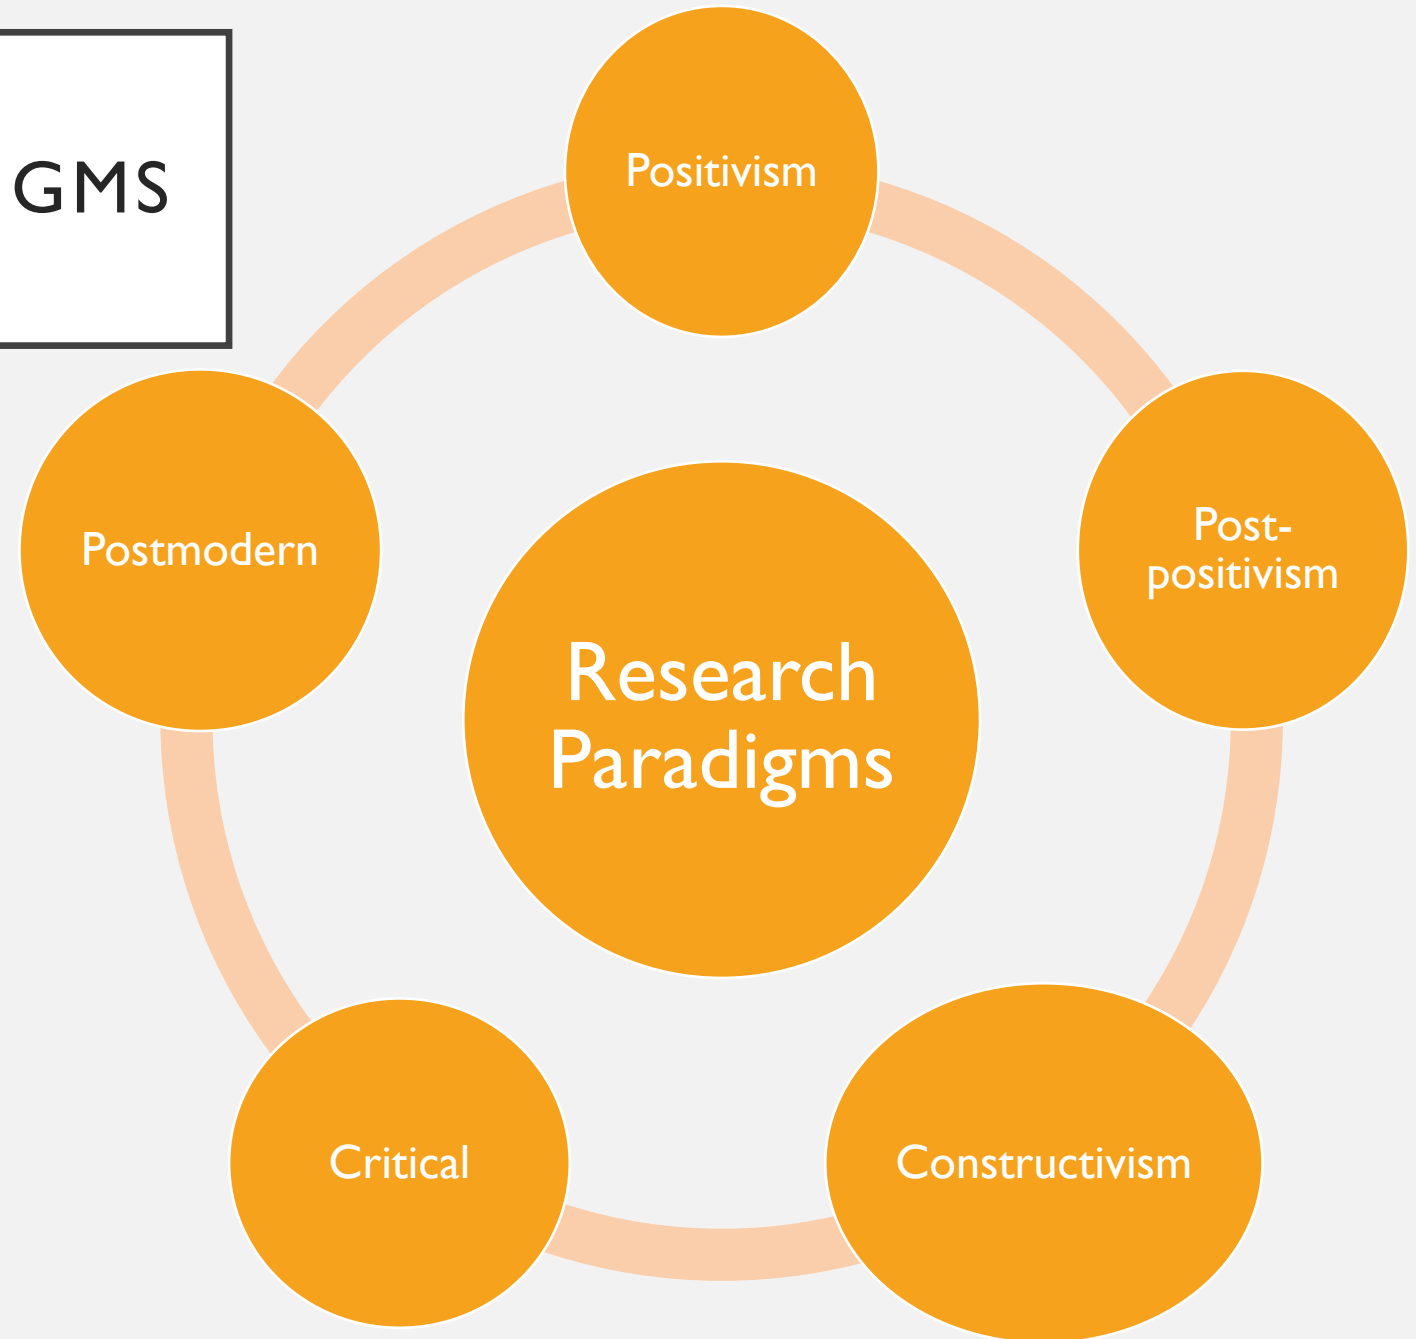 GMS
Positivism
Post-
positivism
Constructivism
Critical
Postmodern
Research
Paradigms